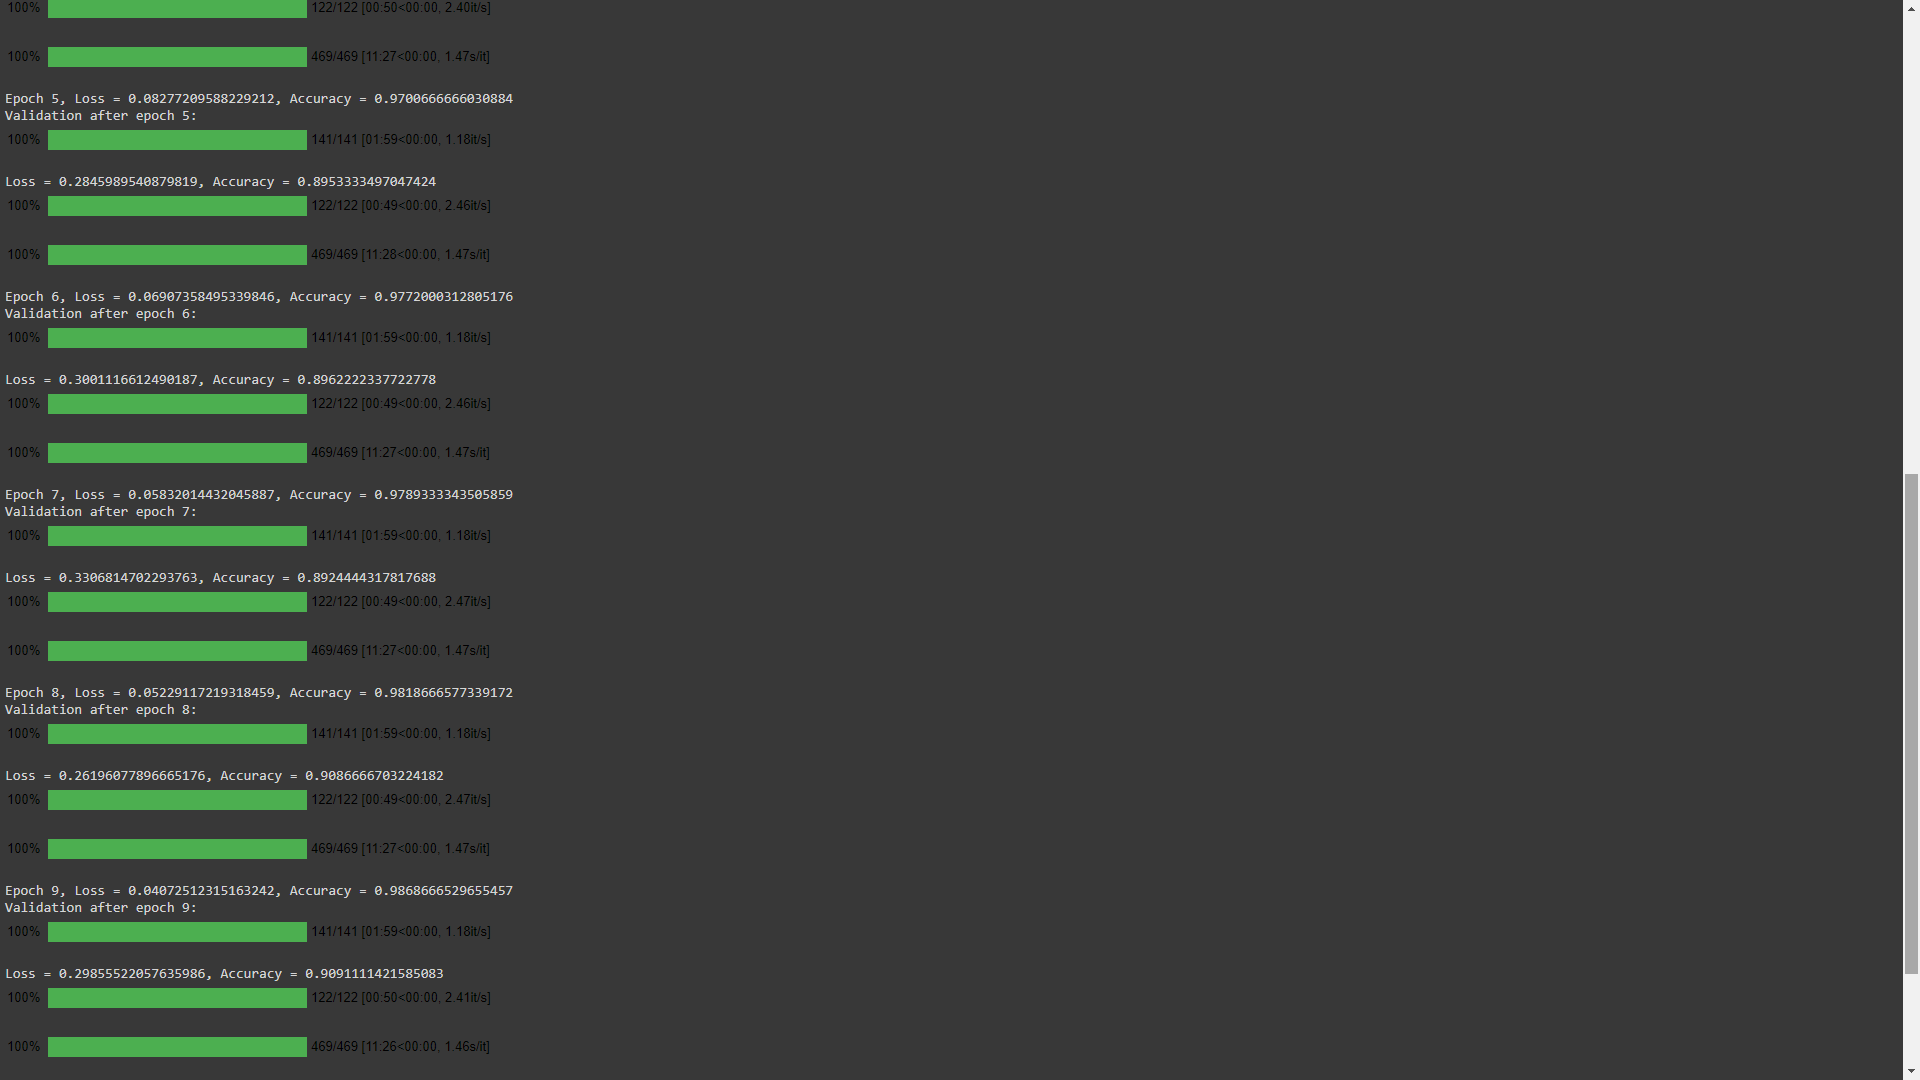 100% 122/122 [00:50<00:00, 2.40it/s]
100% 469/469 [11:27<00:00, 1.47s/it]
Epoch 5, Loss = 0.08277209588229212, Accuracy = 0.9700666666030884
Validation after epoch 5:
100% 141/141 [01:59<00:00, 1.18it/s]
Loss = 0.2845989540879819, Accuracy = 0.8953333497047424
100% 122/122 [00:49<00:00, 2.46it/s]
100% 469/469 [11:28<00:00, 1.47s/it]
Epoch 6, Loss = 0.06907358495339846, Accuracy = 0.9772000312805176
Validation after epoch 6:
100% 141/141 [01:59<00:00, 1.18it/s]
Loss = 0.3001116612490187, Accuracy = 0.8962222337722778
100% 122/122 [00:49<00:00, 2.46it/s]
100% 469/469 [11:27<00:00, 1.47s/it]
Epoch 7, Loss = 0.05832014432045887, Accuracy = 0.9789333343505859
Validation after epoch 7:
100% 141/141 [01:59<00:00, 1.18it/s]
Loss = 0.3306814702293763, Accuracy = 0.8924444317817688
100% 122/122 [00:49<00:00, 2.47it/s]
100% 469/469 [11:27<00:00, 1.47s/it]
Epoch 8, Loss = 0.05229117219318459, Accuracy = 0.9818666577339172
Validation after epoch 8:
100% 141/141 [01:59<00:00, 1.18it/s]
Loss = 0.26196077896665176, Accuracy = 0.9086666703224182
100% 122/122 [00:49<00:00, 2.47it/s]
100% 469/469 [11:27<00:00, 1.47s/it]
Epoch 9, Loss = 0.04072512315163242, Accuracy = 0.9868666529655457
Validation after epoch 9:
100% 141/141 [01:59<00:00, 1.18it/s]
Loss = 0.29855522057635986, Accuracy = 0.9091111421585083
100% 122/122 [00:50<00:00, 2.41it/s]
100% 469/469 [11:26<00:00, 1.46s/it]